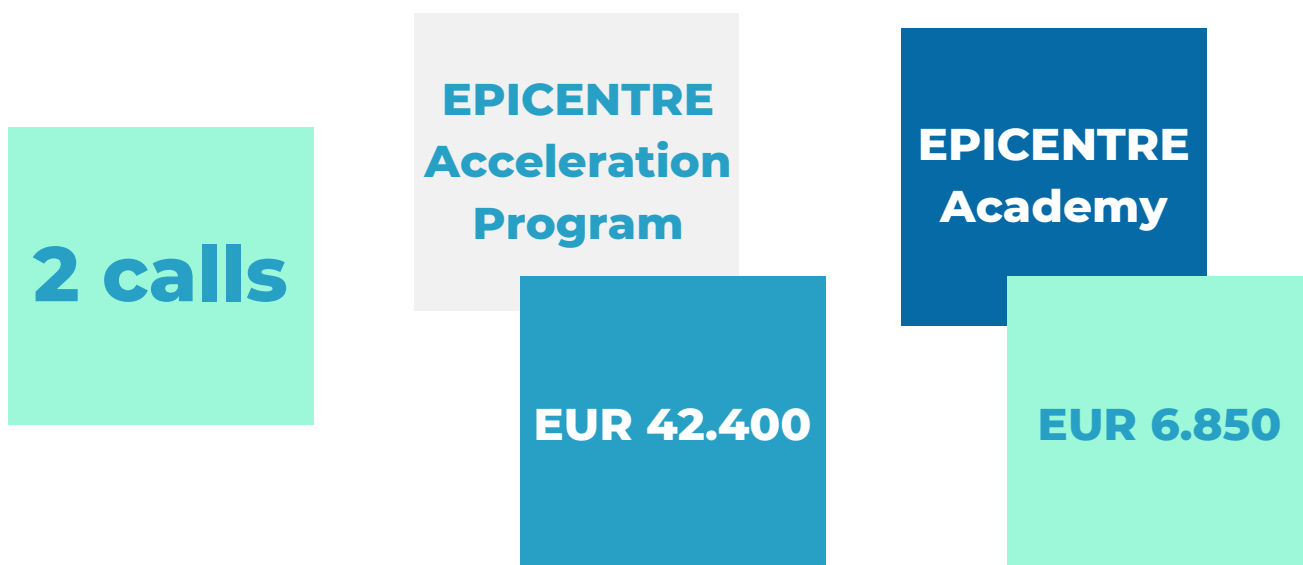 2 calls
EPICENTRE
Acceleration
Program
EUR 42.400
EPICENTRE
Academy
EUR 6.850